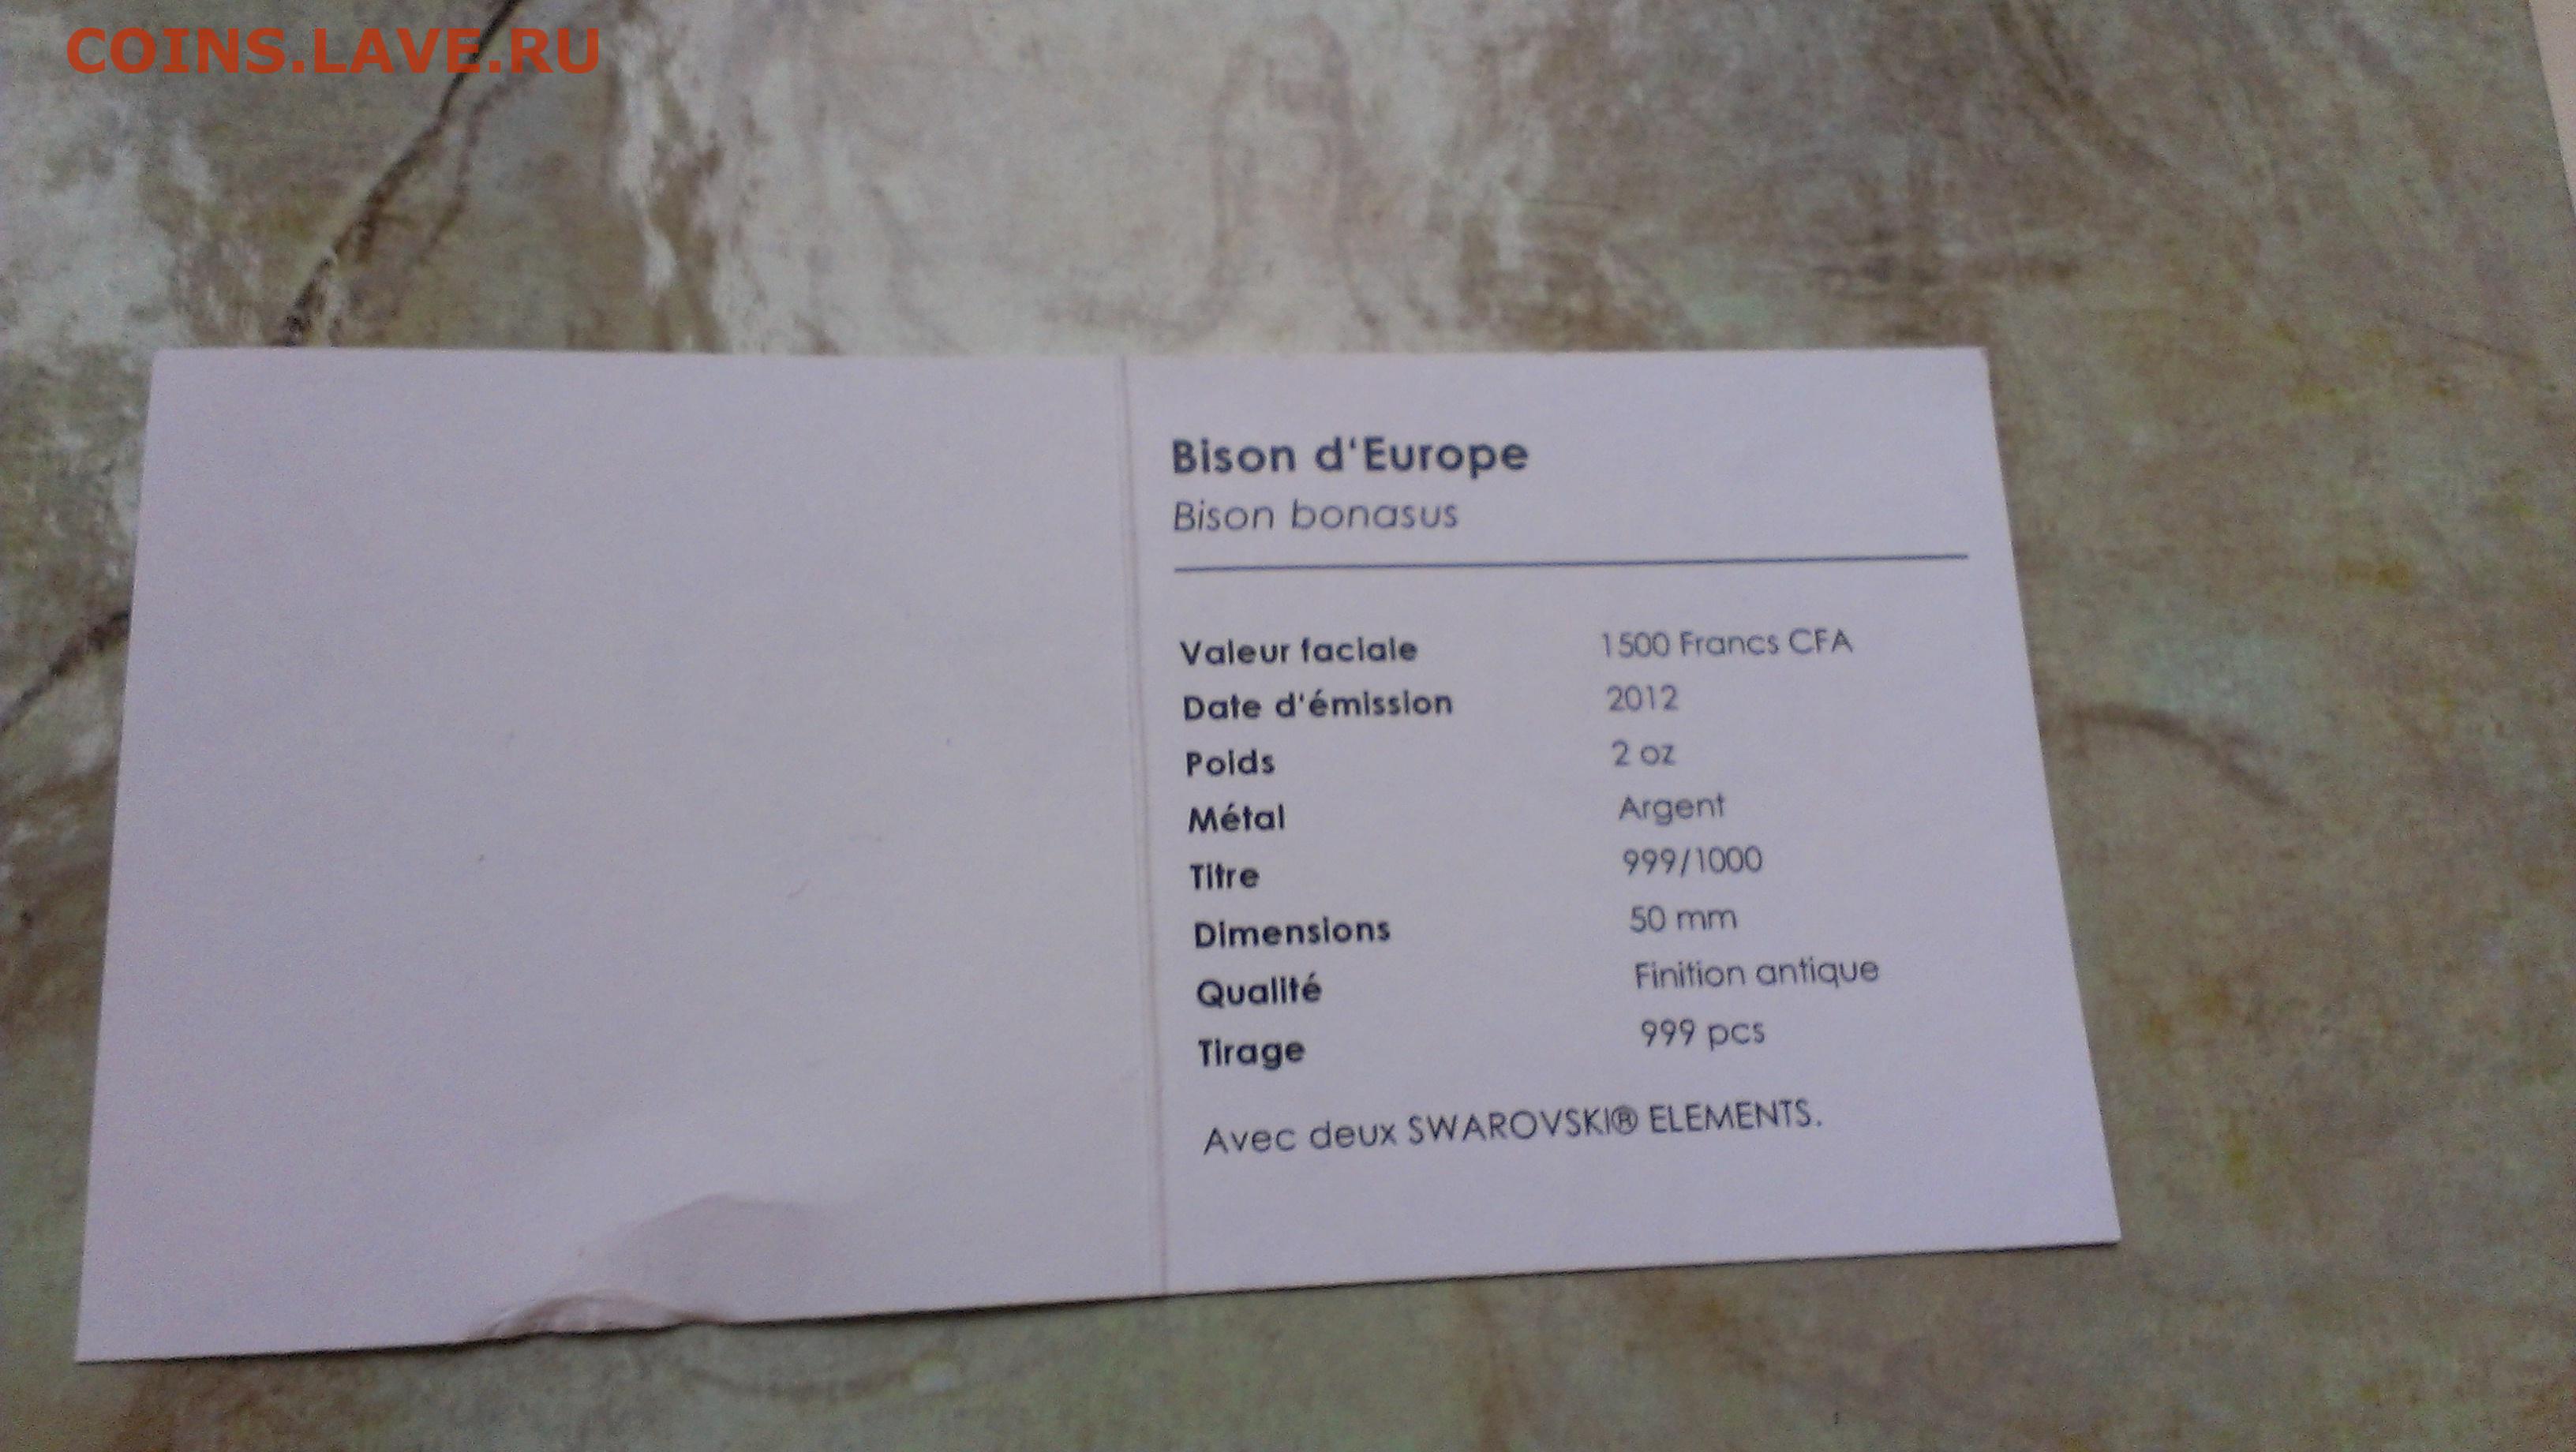 COINS.LAVE.RU
Bison d‘Europe
Bison bonasus
Valeur faciale 1500 Francs CFA
Date d‘émission 2012
Poids 2 oz
Métal Argent
Titre 999/1000
Dimensions 50 mm
Qualité Finition antique
Tirage 999 pcs
Avec deux SWAROVSKI® ELEMENTS.